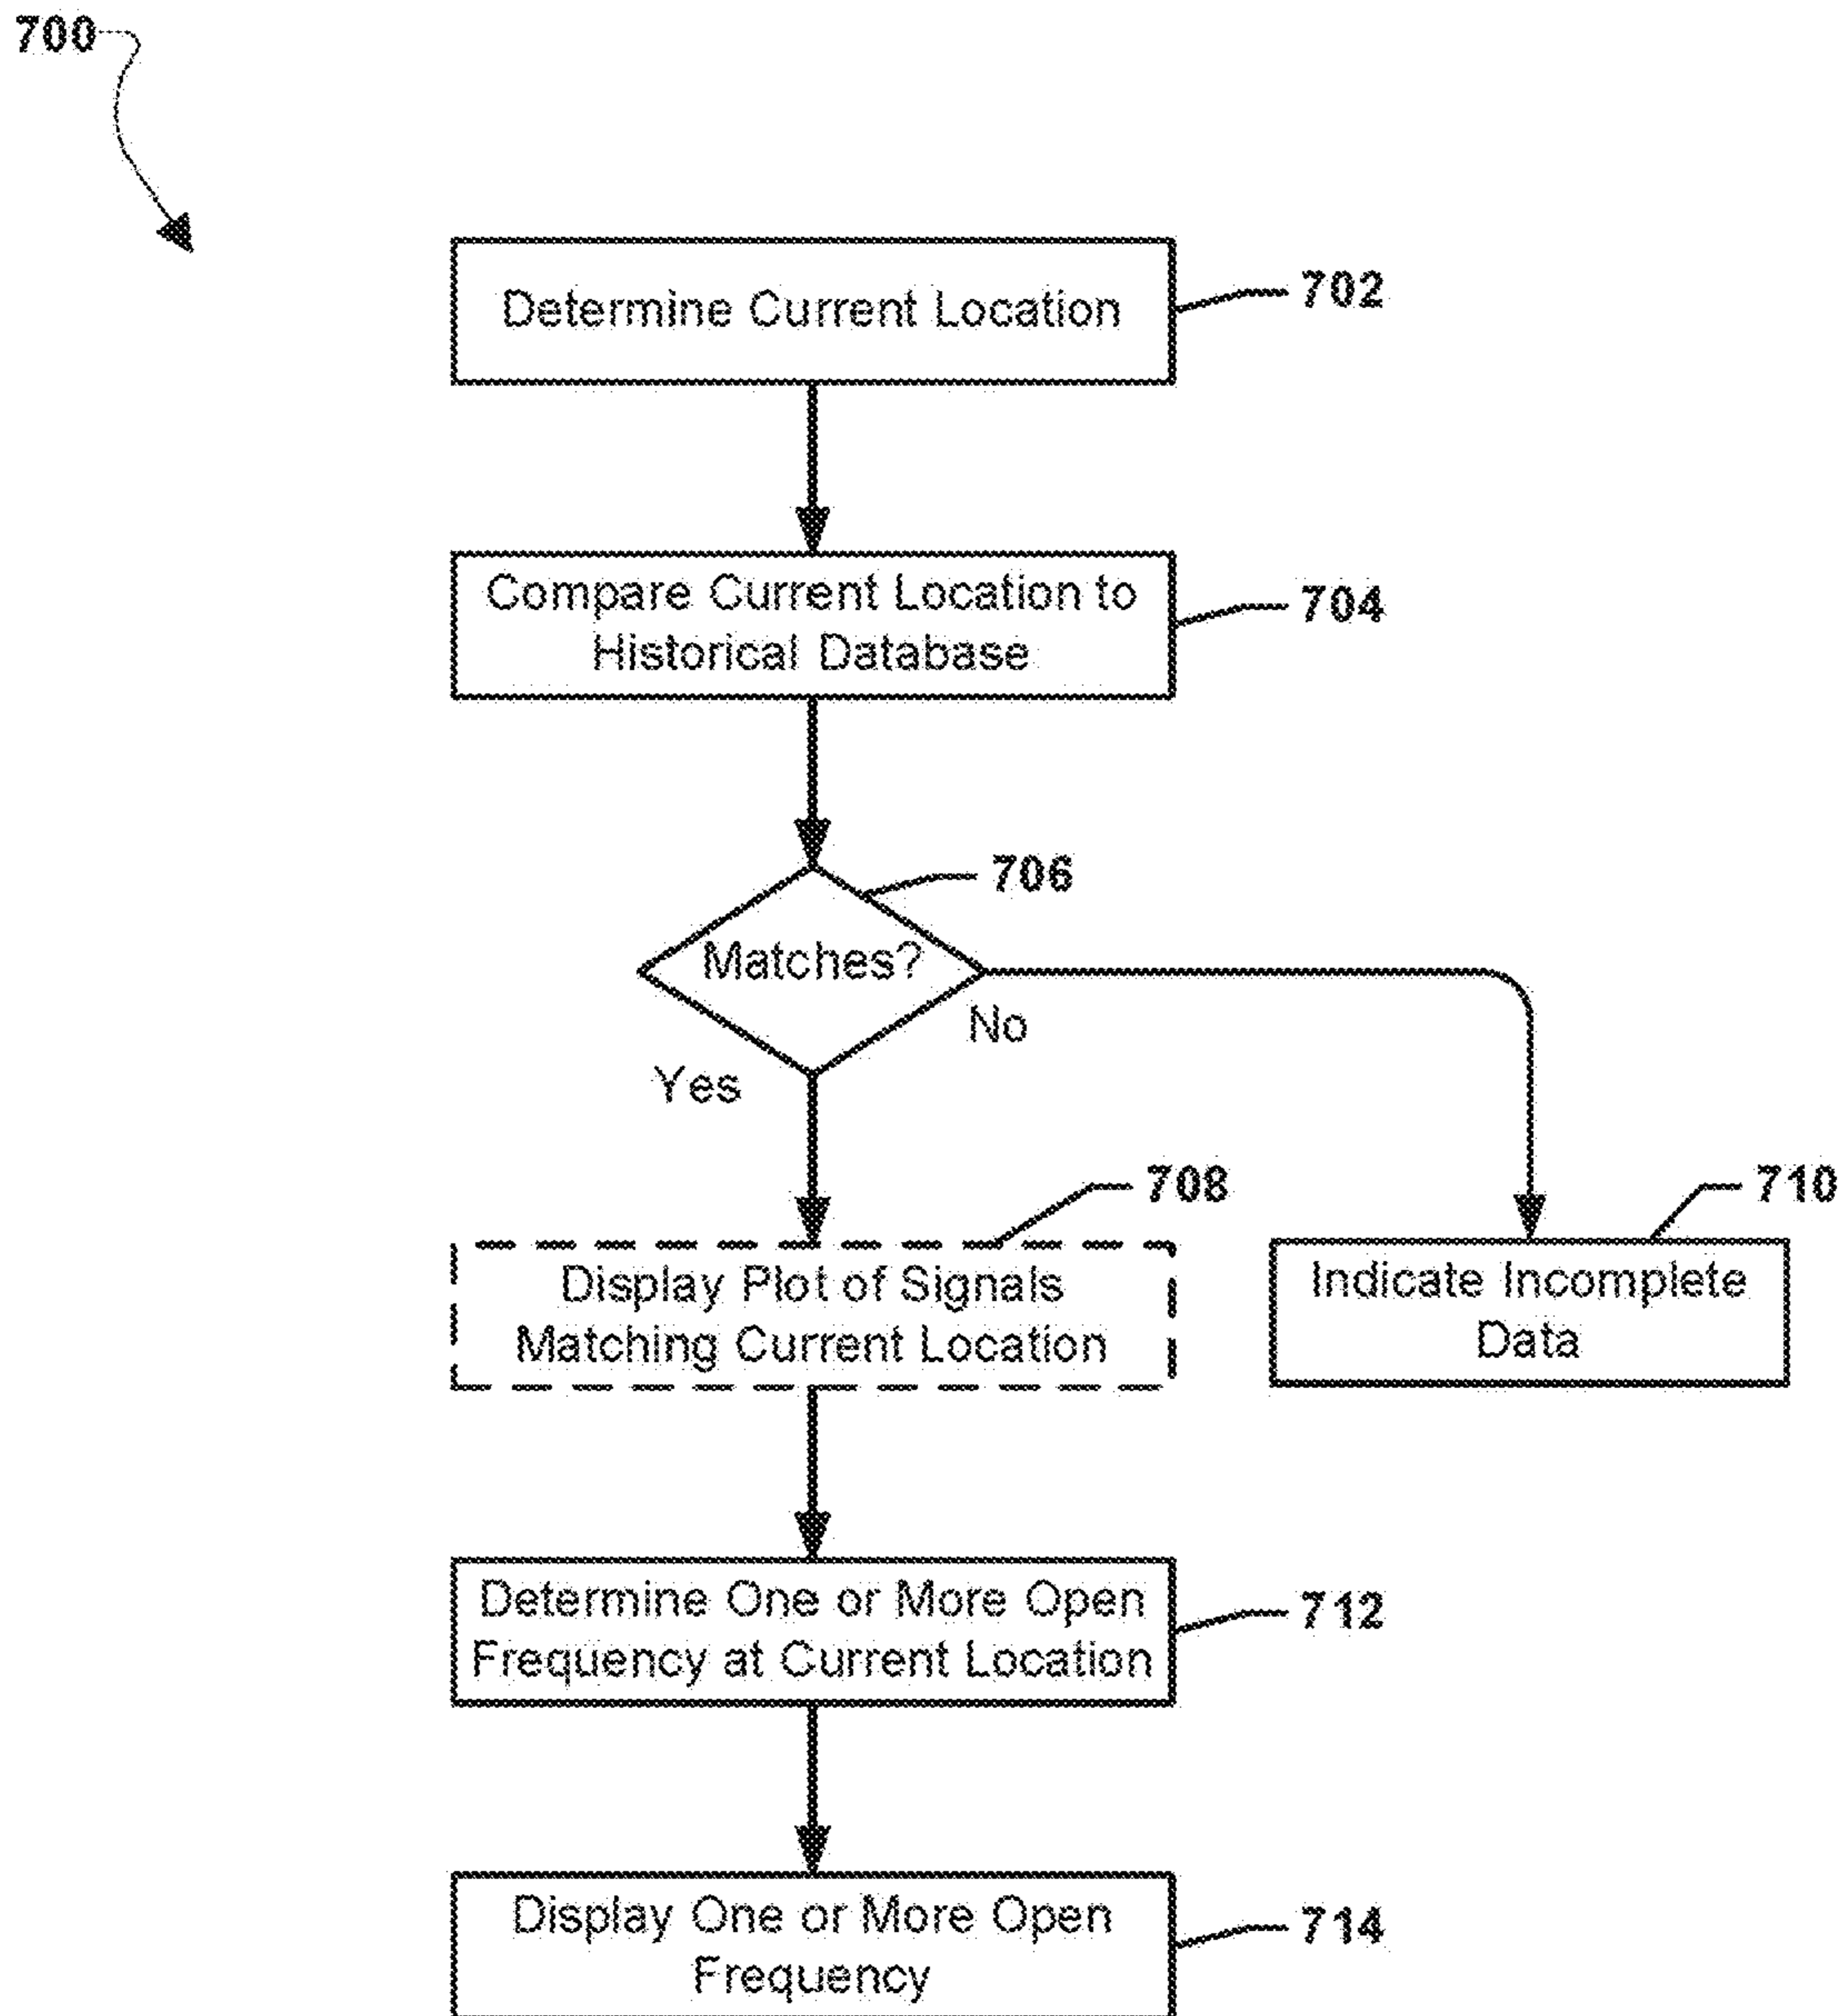 700
Determine Current Location
702
Compare Current Location to
Historical Database
704
706
Matches?
No
Yes
708
710
Display Plot of Signals
Matching Current Location
Indicate Incomplete
Data
Determine One or More Open
Frequency at Current Location
712
Display One or More Open
Frequency
714